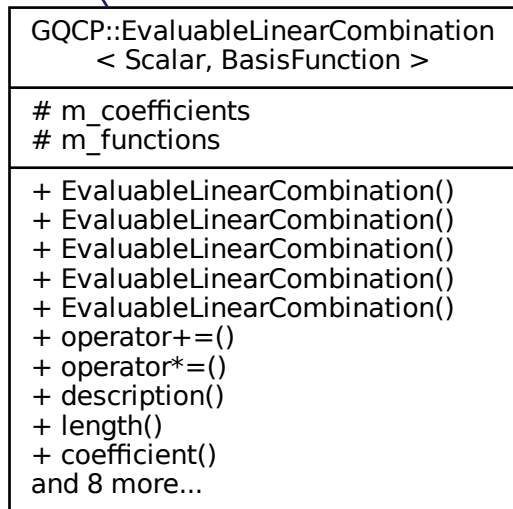 GQCP::EvaluableLinearCombination
< Scalar, BasisFunction >
# m_coefficients
# m_functions
+ EvaluableLinearCombination()
+ EvaluableLinearCombination()
+ EvaluableLinearCombination()
+ EvaluableLinearCombination()
+ EvaluableLinearCombination()
+ operator+=()
+ operator*=()
+ description()
+ length()
+ coefficient()
and 8 more...